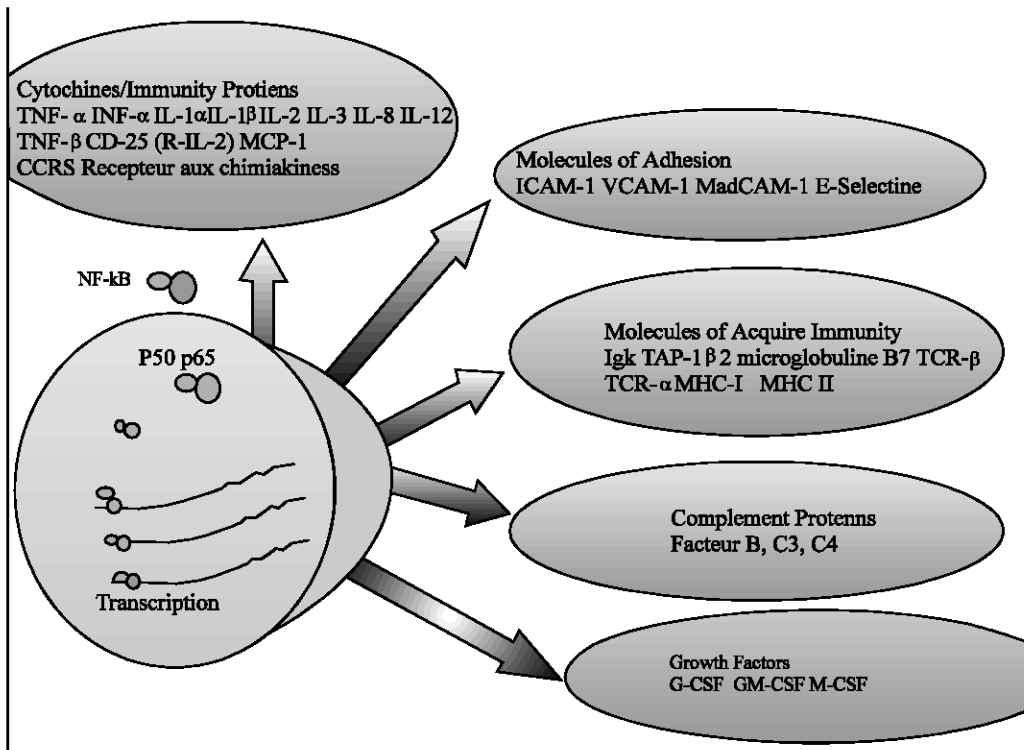 Cytochines/Immunity Protiens
TNF- α INF-α IL-1αIL-1β IL-2 IL-3 IL-8 IL-12
TNF-β CD-25 (R-IL-2) MCP-1
CCRS Recepteur aux chimiakiness
Molecules of Adhesion
ICAM-1 VCAM-1 MadCAM-1 E-Selectine
NF-kB
P50 p65
Molecules of Acquire Immunity
Igk TAP-1β2 microglobuline B7 TCR-β
TCR-αMHC-I MHC II
Complement Protenns
Facteur B, C3, C4
Transcription
Growth Factors
G-CSF GM-CSF M-CSF